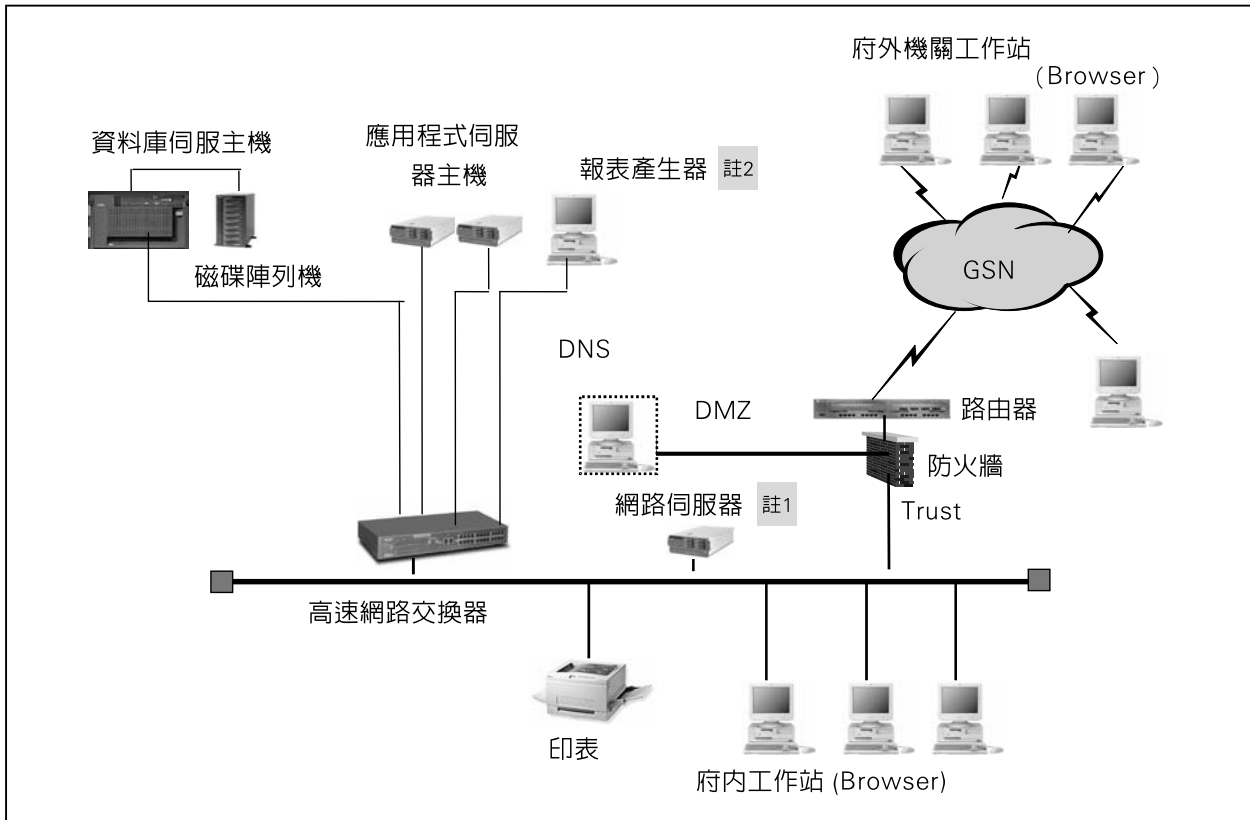 府外機關工作站
(Browser)
資料庫伺服主機
應用程式伺服
器主機
報表產生器 註2
磁碟陣列機
GSN
DNS
DMZ
路由器
防火牆
網路伺服器 註1
Trust
高速網路交換器
印表
府內工作站 (Browser)